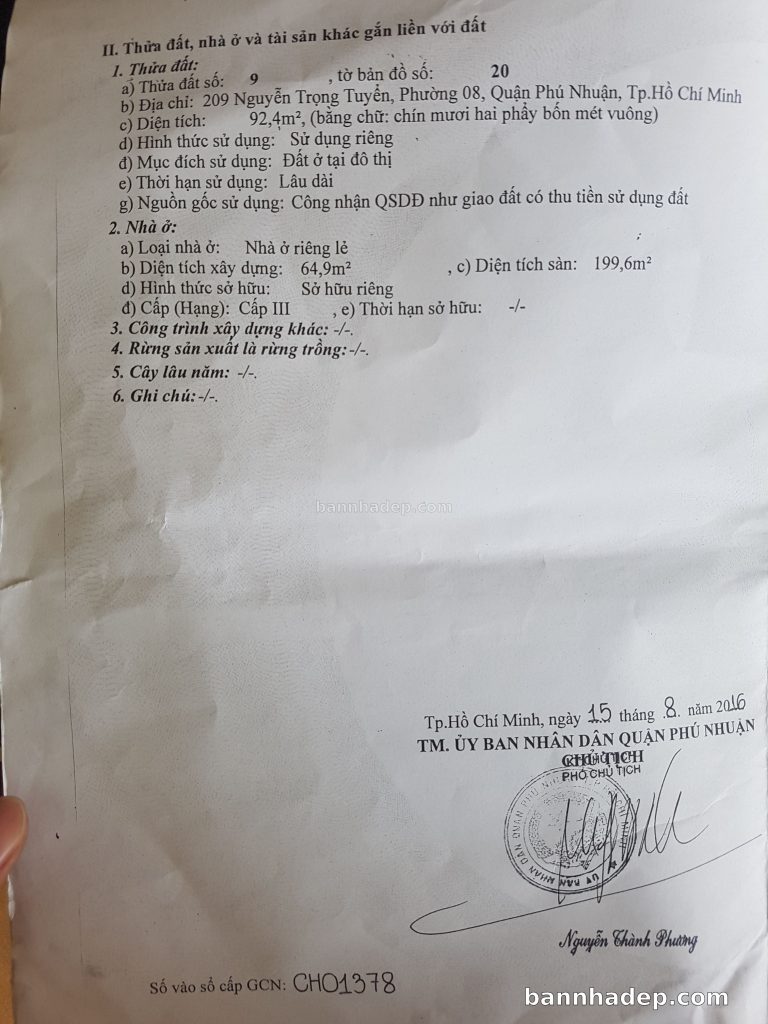 II. Thửa đất, nhà ở và tài sản khác gắn liền với đất
1. Thửa đất:
a) Thửa đất số: 9 , tờ bản đồ số: 20
b) Địa chỉ: 209 Nguyễn Trọng Tuyển, Phường 08, Quận Phú Nhuận, Tp.Hồ Chí Minh
c) Diện tích: 92,4m², (bằng chữ: chín mươi hai phẩy bốn mét vuông)
d) Hình thức sử dụng: Sử dụng riêng
đ) Mục đích sử dụng: Đất ở tại đô thị
e) Thời hạn sử dụng: Lâu dài
g) Nguồn gốc sử dụng: Công nhận QSDĐ như giao đất có thu tiền sử dụng đất
2. Nhà ở:
a) Loại nhà ở: Nhà ở riêng lẻ
b) Diện tích xây dựng: 64,9m² , c) Diện tích sàn: 199,6m²
d) Hình thức sở hữu: Sở hữu riêng
đ) Cấp (Hạng): Cấp III , e) Thời hạn sở hữu: -/-
3. Công trình xây dựng khác: -/-.
4. Rừng sản xuất là rừng trồng: -/-.
5. Cây lâu năm: -/-.
6. Ghi chú: -/-.
bannhadep.com
Tp.Hồ Chí Minh, ngày 15 tháng 8 năm 2016
TM. ỦY BAN NHÂN DÂN QUẬN PHÚ NHUẬN
CHỦ TỊCH
PHÓ CHỦ TỊCH
Nguyễn Thành Phương
Số vào sổ cấp GCN: CH01378
bannhadep.com